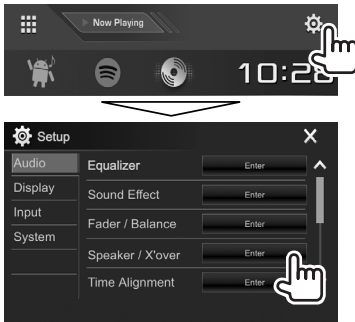 Now Playing
10:28
Setup
Audio
Equalizer
Enter
Display
Sound Effect
Enter
Input
Fader / Balance
Enter
System
Speaker / X'over
Enter
Time Alignment
Enter